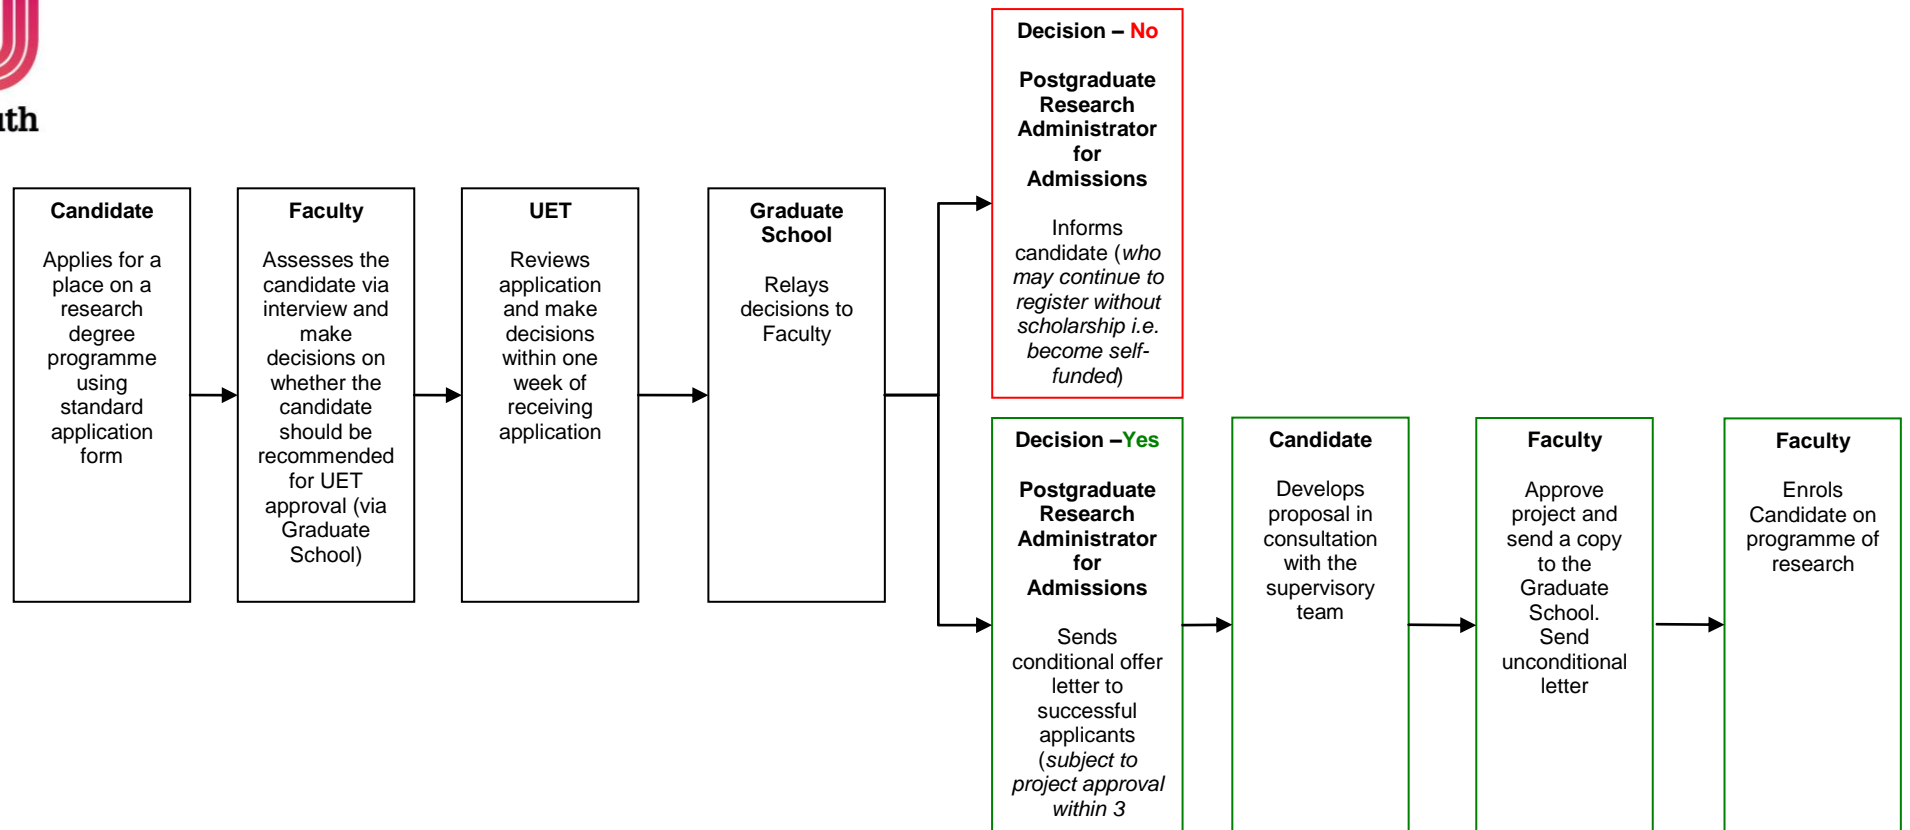 uth
Candidate
Applies for a
place on a
research
degree
programme
using
standard
application
form
Faculty
Assesses the
candidate via
interview and
make
decisions on
whether the
candidate
should be
recommended
for UET
approval (via
Graduate
School)
UET
Reviews
application
and make
decisions
within one
week of
receiving
application
Graduate
School
Relays
decisions to
Faculty
Decision – No
Postgraduate
Research
Administrator
for
Admissions
Informs
candidate (who
may continue to
register without
scholarship i.e.
become self-
funded)
Decision –Yes
Postgraduate
Research
Administrator
for
Admissions
Sends
conditional offer
letter to
successful
applicants
(subject to
project approval
within 3
Candidate
Develops
proposal in
consultation
with the
supervisory
team
Faculty
Approve
project and
send a copy
to the
Graduate
School.
Send
unconditional
letter
Faculty
Enrols
Candidate on
programme of
research